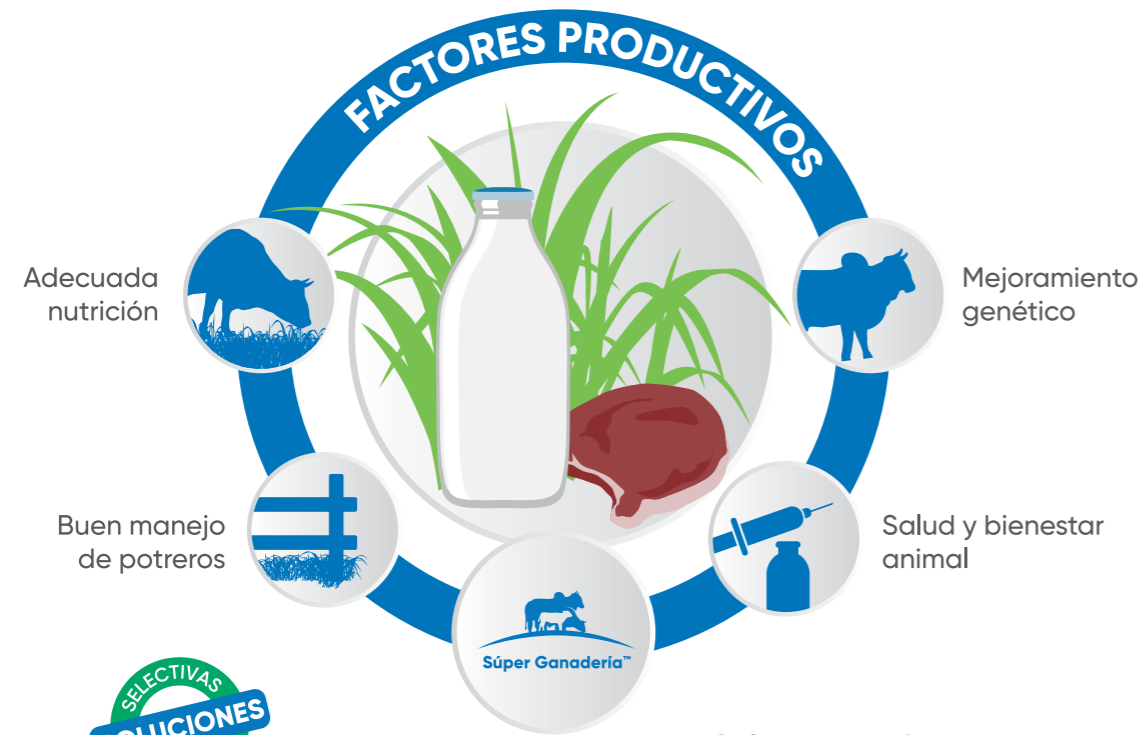 FACTORES PRODUCTIVOS
Adecuada
nutrición
Mejoramiento
genético
Buen manejo
de potreros
Salud y bienestar
animal
Súper Ganadería™
SELECTIVAS